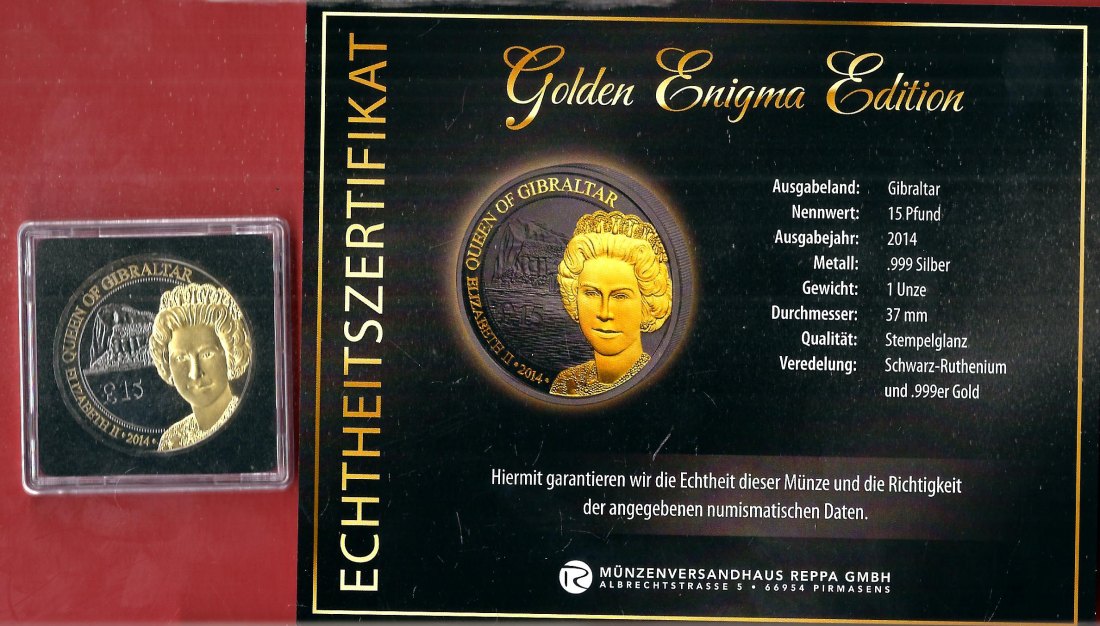 ELIZABETH II QUEEN OF GIBRALTAR
£15
• 2014 •
ECHTHEITSZERTIFIKAT
Golden Enigma Edition
ELIZABETH II QUEEN OF GIBRALTAR
£15
• 2014 •
Ausgabeland: Gibraltar
Nennwert: 15 Pfund
Ausgabejahr: 2014
Metall: .999 Silber
Gewicht: 1 Unze
Durchmesser: 37 mm
Qualität: Stempelglanz
Veredelung: Schwarz-Ruthenium
und .999er Gold
Hiermit garantieren wir die Echtheit dieser Münze und die Richtigkeit
der angegebenen numismatischen Daten.
R MÜNZENVERSANDHAUS REPPA GMBH
ALBRECHTSTRASSE 5 • 66954 PIRMASENS